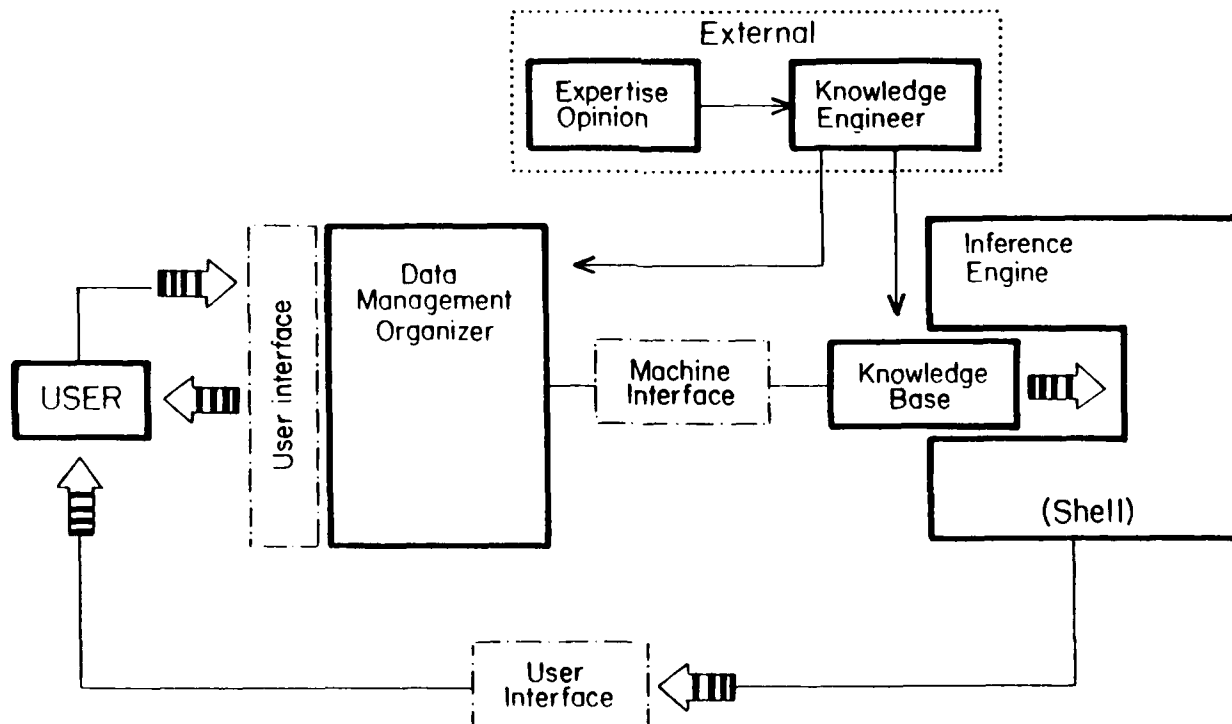 External
Expertise
Opinion
Knowledge
Engineer
Inference
Engine
Data
Management
Organizer
User interface
Machine
Interface
Knowledge
Base
USER
(Shell)
User
Interface